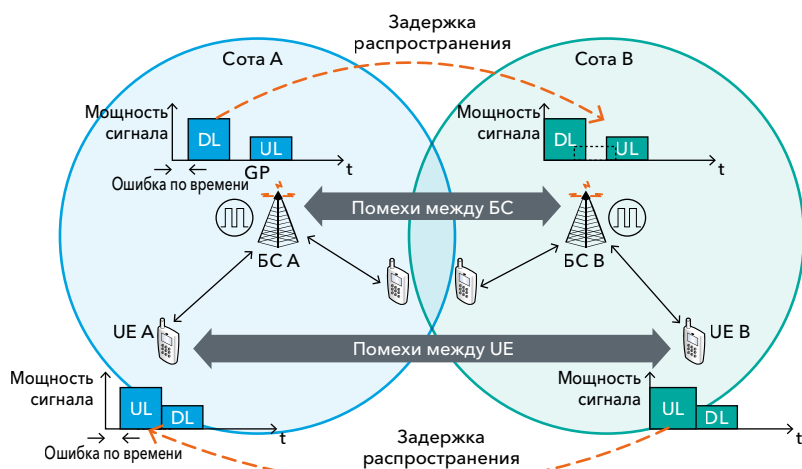 Задержка
распространения
Сота A
Сота B
Мощность
сигнала
DL
UL
GP
t
Ошибка по времени
Мощность
сигнала
DL
UL
t
Помехи между БС
БС A
БС B
UE A
UE B
Помехи между UE
Мощность
сигнала
UL
DL
t
Ошибка по времени
Мощность
сигнала
UL
DL
t
Задержка
распространения